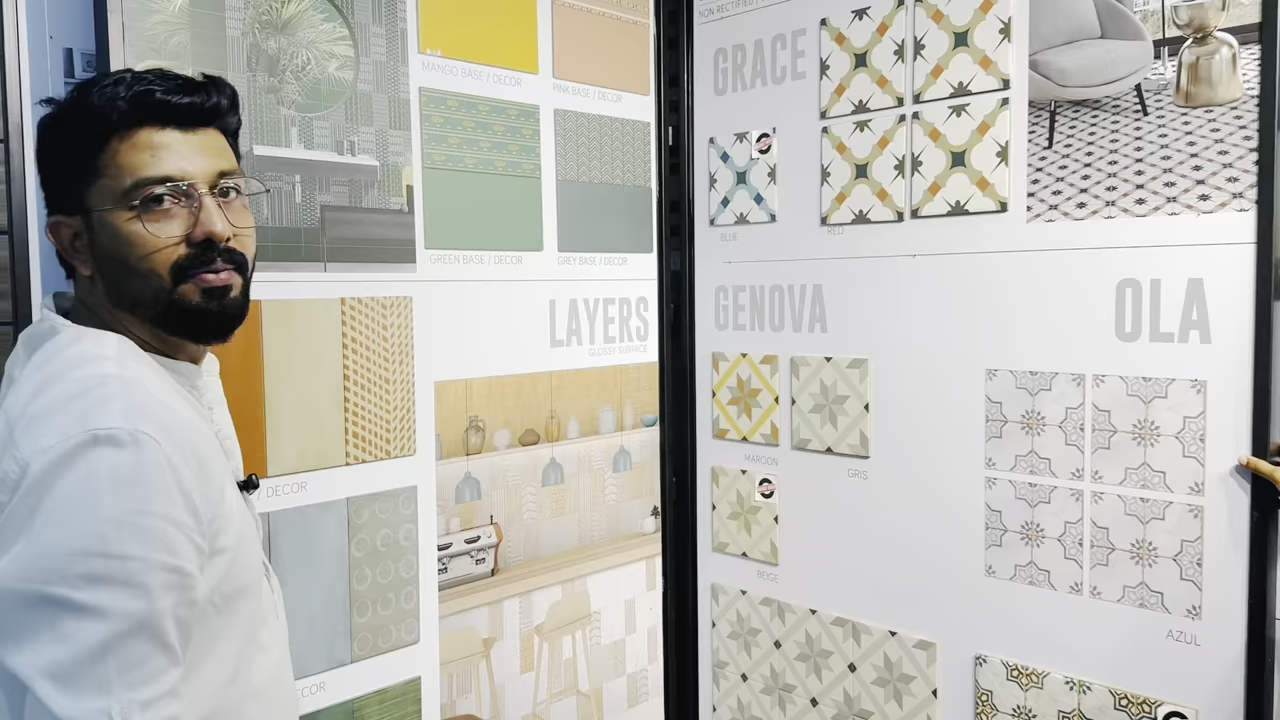 MANGO BASE / DECOR
PINK BASE / DECOR
GREEN BASE / DECOR
GREY BASE / DECOR
LAYERS
GLOSSY SURFACE
/ DECOR
NON RECTIFIED
GRACE
BLUE
RED
GENOVA
OLA
MAROON
GRIS
BEIGE
AZUL